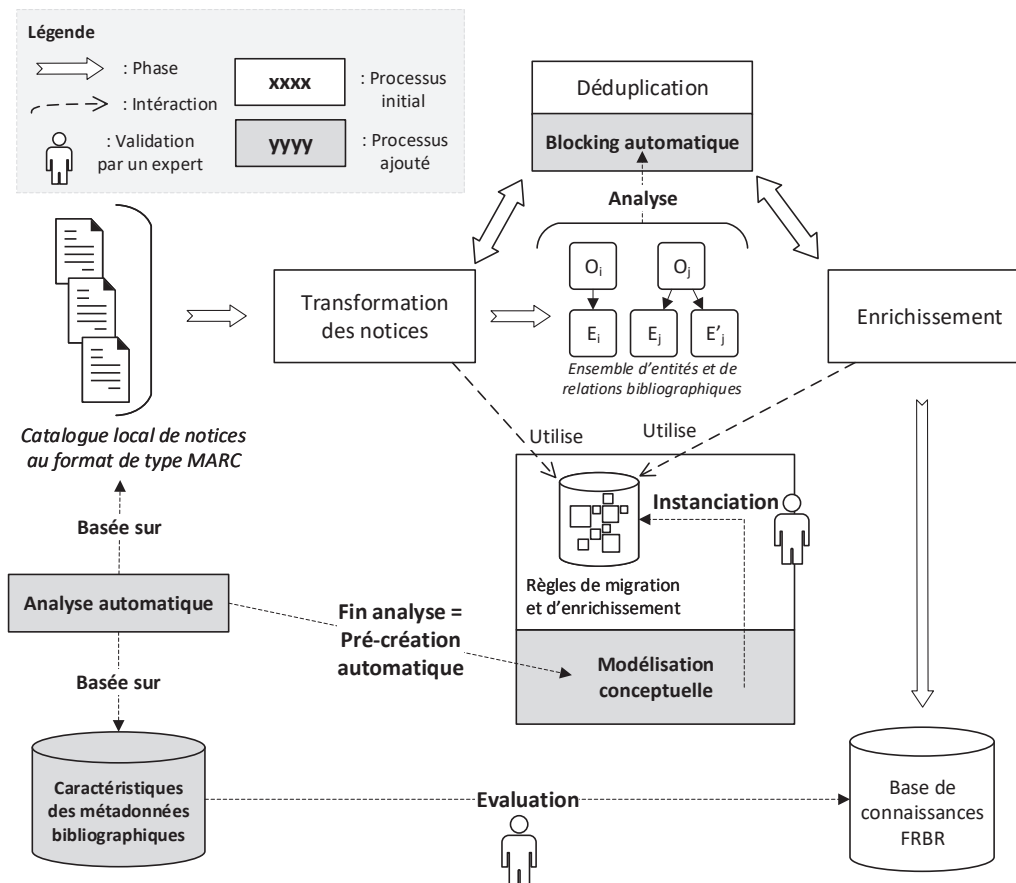 Légende
: Phase
: Intéraction
: Validation
par un expert
xxxx
: Processus
initial
yyyy
: Processus
ajouté
Déduplication
Blocking automatique
Analyse
Transformation
des notices
Oi
Oj
Ei
Ej
E'j
Ensemble d'entités et de
relations bibliographiques
Enrichissement
Catalogue local de notices
au format de type MARC
Utilise
Utilise
Basée sur
Instanciation
Règles de migration
et d'enrichissement
Analyse automatique
Fin analyse =
Pré-création
automatique
Modélisation
conceptuelle
Basée sur
Caractéristiques
des métadonnées
bibliographiques
Evaluation
Base de
connaissances
FRBR